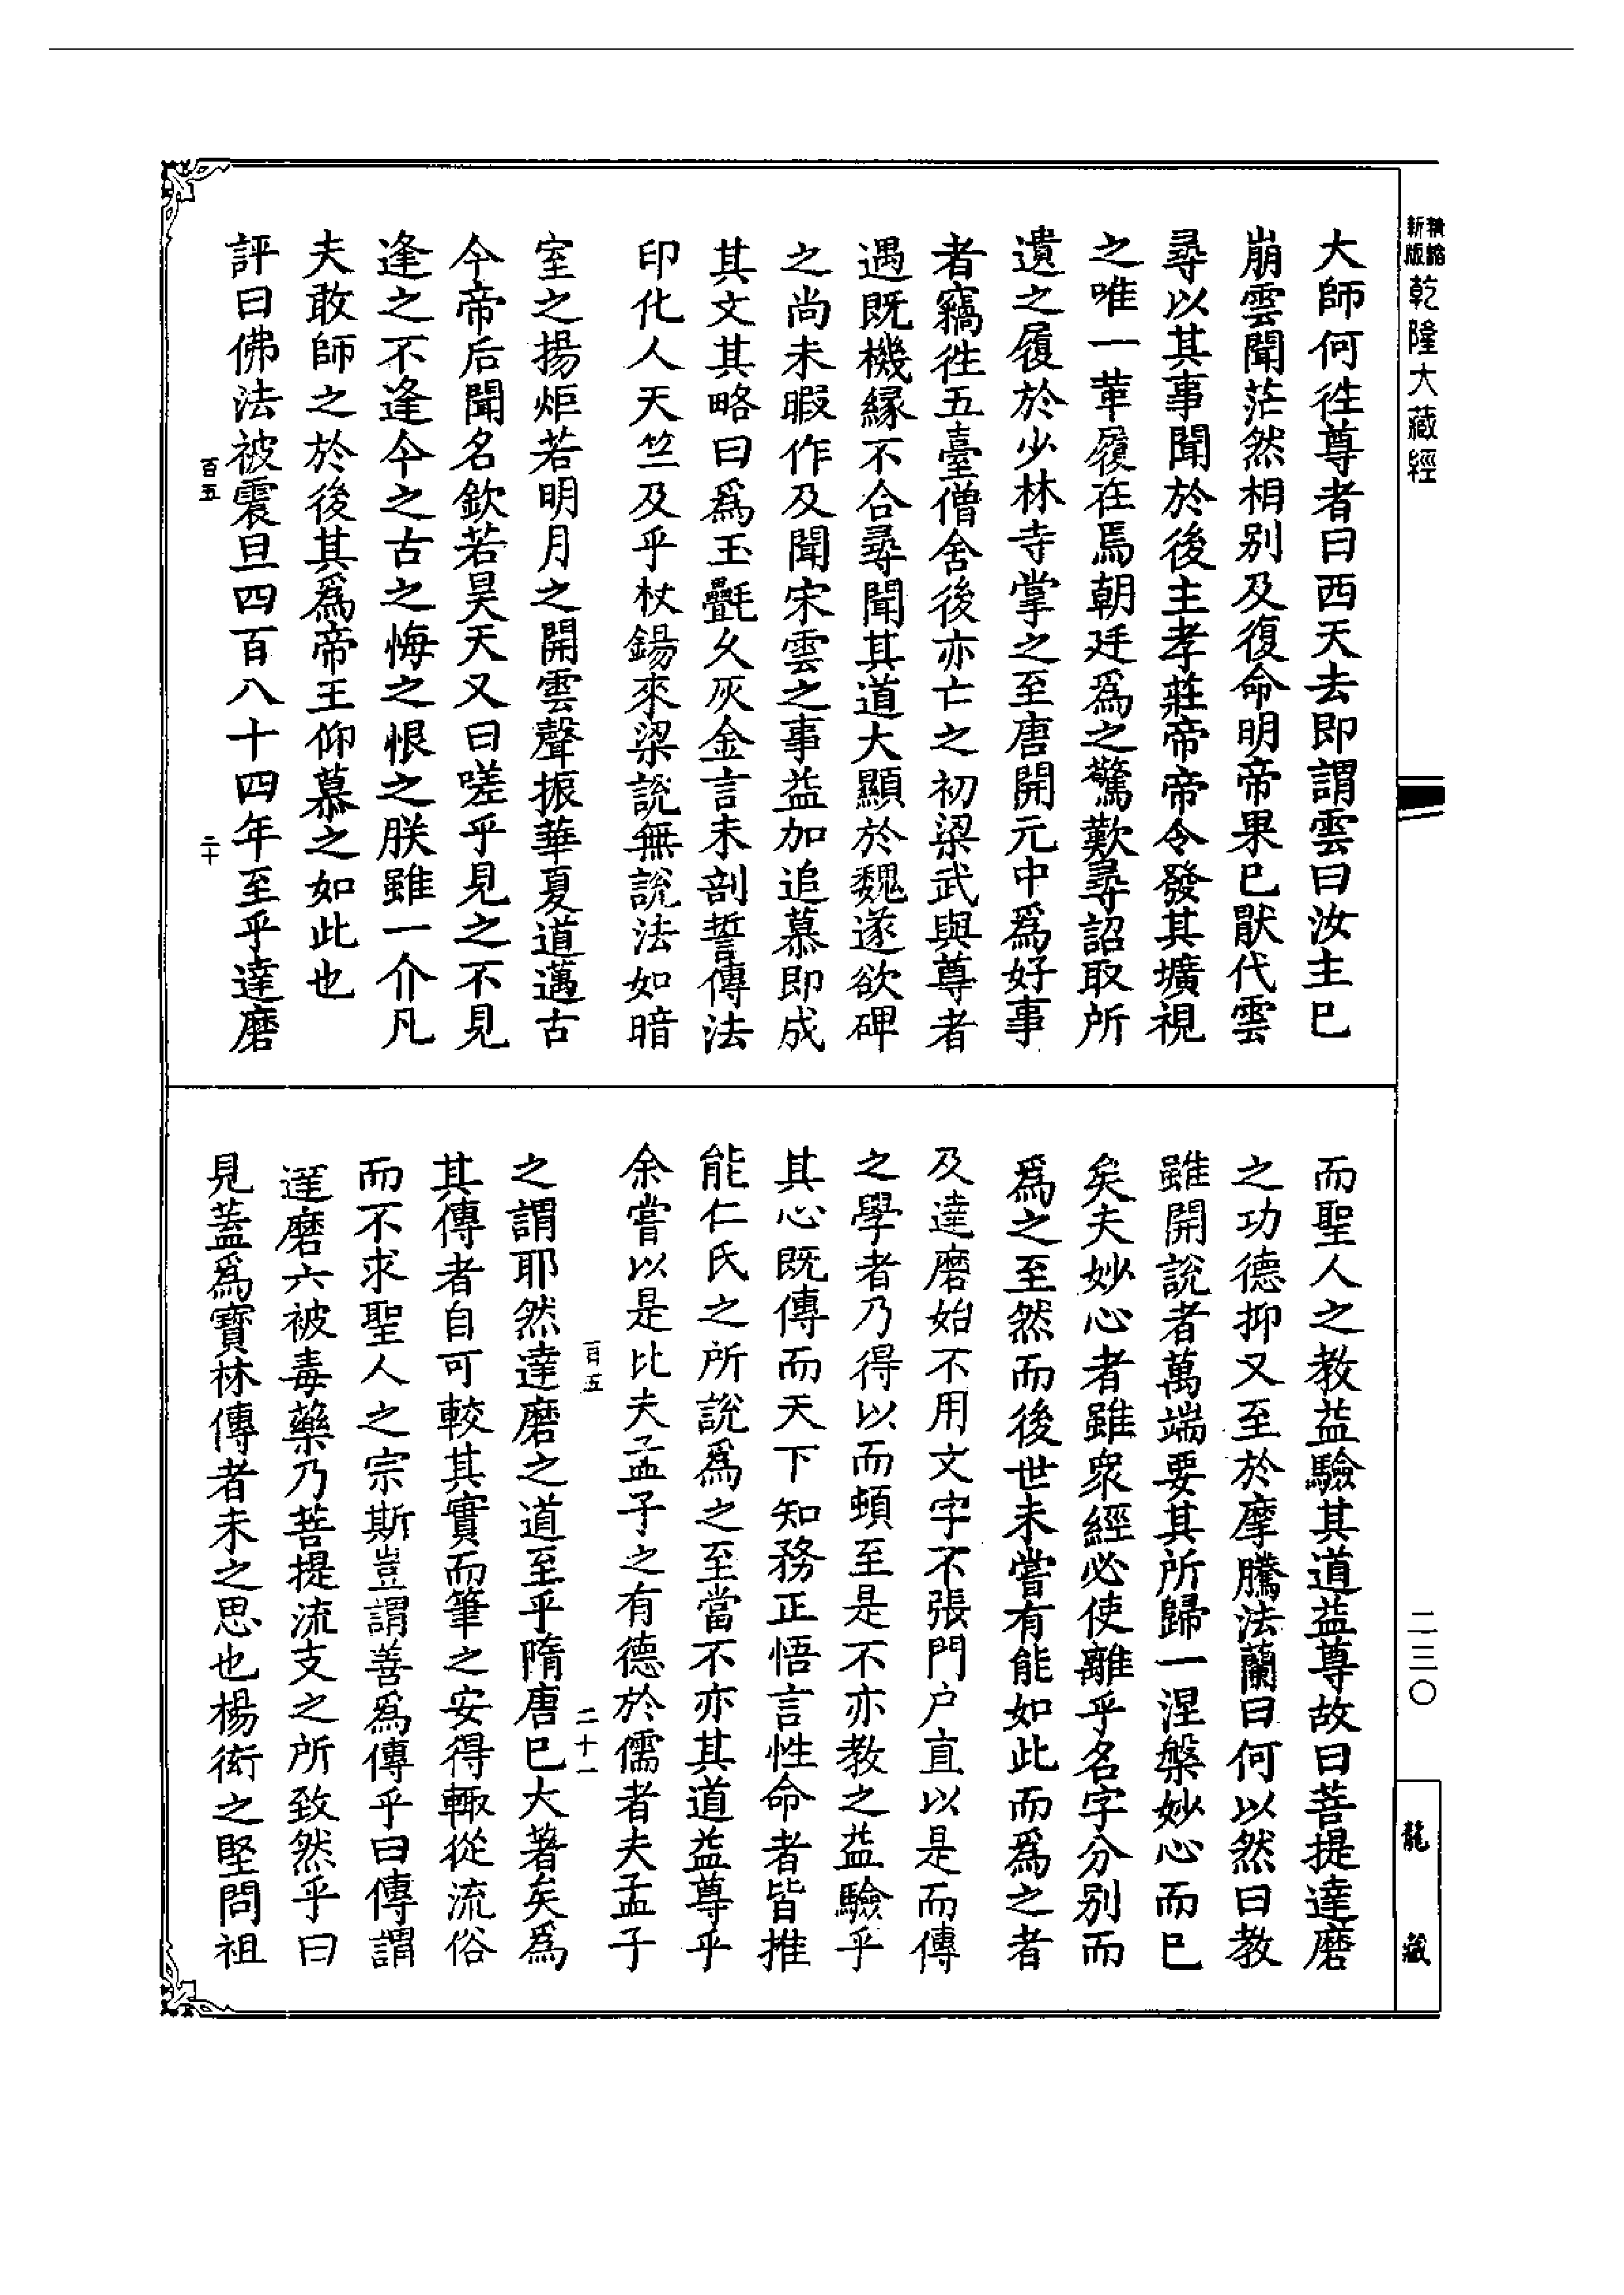 新版精縮乾隆大藏經
大師何徃尊者曰西天去即謂雲曰汝主已
崩雲聞茫然相別及復命明帝果已猒代雲
尋以其事聞於後主孝莊帝帝令發其壙視
之唯一革履在焉朝廷爲之驚歎尋詔取所
遺之履於少林寺掌之至唐開元中爲好事
者竊徃五臺僧舍後亦亡之初梁武與尊者
遇既機縁不合尋聞其道大顯於魏遂欲碑
之尚未暇作及聞宋雲之事益加追慕即成
其文其略曰爲玉㲲久灰金言未剖誓傳法
印化人天竺及乎杖錫來梁說無說法如暗
室之揚炬若明月之開雲聲振華夏道邁古
今帝后聞名欽若昊天又曰嗟乎見之不見
逢之不逢今之古之悔之恨之朕雖一介凡
夫敢師之於後其爲帝王仰慕之如此也
評曰佛法被震旦四百八十四年至乎達磨
百五
二十
而聖人之教益驗其道益尊故曰菩提達磨
之功德抑又至於摩騰法蘭曰何以然曰教
雖開說者萬端要其所歸一涅槃妙心而已
矣夫妙心者雖衆經必使離乎名字分別而
爲之至然而後世未嘗有能如此而爲之者
及達磨始不用文字不張門户直以是而傳
之學者乃得以而頓至是不亦教之益驗乎
其心既傳而天下知務正悟言性命者皆推
能仁氏之所說爲之至當不亦其道益尊乎
余嘗以是比夫孟子之有德於儒者夫孟子
一百五
二十一
之謂耶然達磨之道至乎隋唐已大著矣爲
其傳者自可較其實而筆之安得輙從流俗
而不求聖人之宗斯豈謂善爲傳乎曰傳謂
達磨六被毒藥乃菩提流支之所致然乎曰
見蓋爲寶林傳者未之思也楊衒之堅問祖
二三〇
龍藏